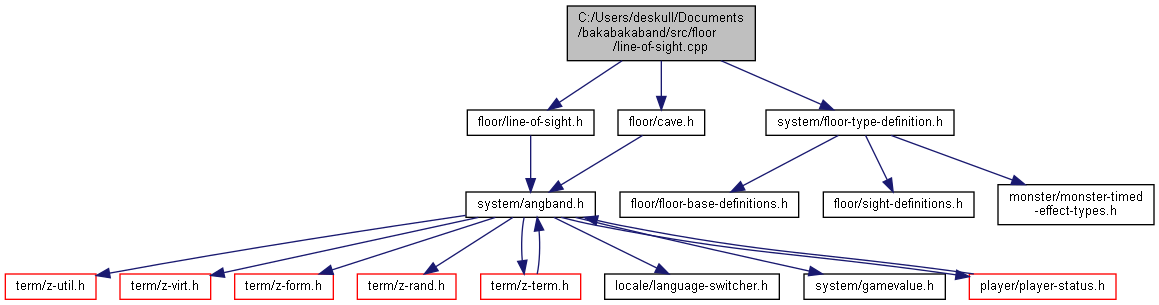 C:/Users/deskull/Documents
/bakabakaband/src/floor
/line-of-sight.cpp
floor/line-of-sight.h
floor/cave.h
system/floor-type-definition.h
system/angband.h
floor/floor-base-definitions.h
floor/sight-definitions.h
monster/monster-timed
-effect-types.h
term/z-util.h
term/z-virt.h
term/z-form.h
term/z-rand.h
term/z-term.h
locale/language-switcher.h
system/gamevalue.h
player/player-status.h